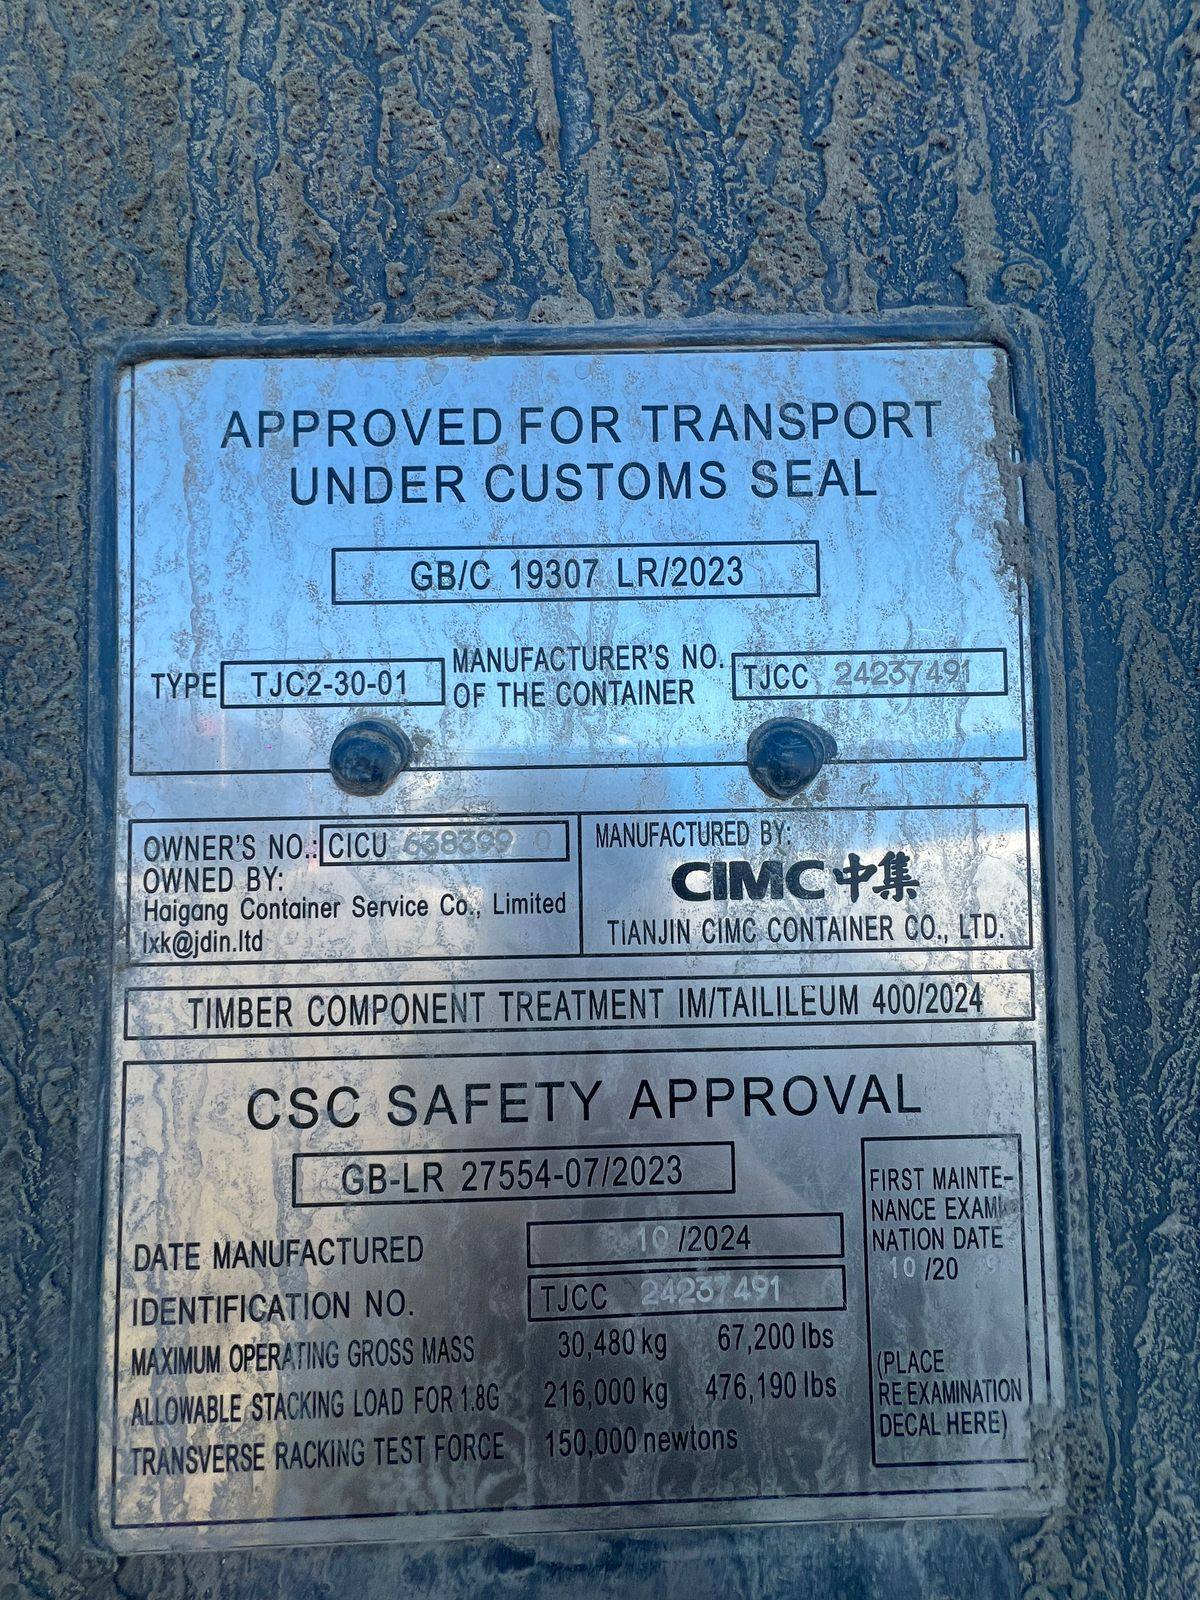 APPROVED FOR TRANSPORT
UNDER CUSTOMS SEAL
GB/C 19307 LR/2023
TYPE TJC2-30-01
MANUFACTURER'S NO.
OF THE CONTAINER
TJCC 24237491
OWNER'S NO.: CICU 638399 0
OWNED BY:
Haigang Container Service Co., Limited
lxk@jdin.ltd
MANUFACTURED BY:
CIMC中集
TIANJIN CIMC CONTAINER CO., LTD.
TIMBER COMPONENT TREATMENT IM/TAILILEUM 400/2024
CSC SAFETY APPROVAL
GB-LR 27554-07/2023
DATE MANUFACTURED 10/2024
IDENTIFICATION NO. TJCC 24237491
MAXIMUM OPERATING GROSS MASS 30,480 kg 67,200 lbs
ALLOWABLE STACKING LOAD FOR 1.8G 216,000 kg 476,190 lbs
TRANSVERSE RACKING TEST FORCE 150,000 newtons
FIRST MAINTE-
NANCE EXAMI-
NATION DATE
10 /20
(PLACE
REEXAMINATION
DECAL HERE)